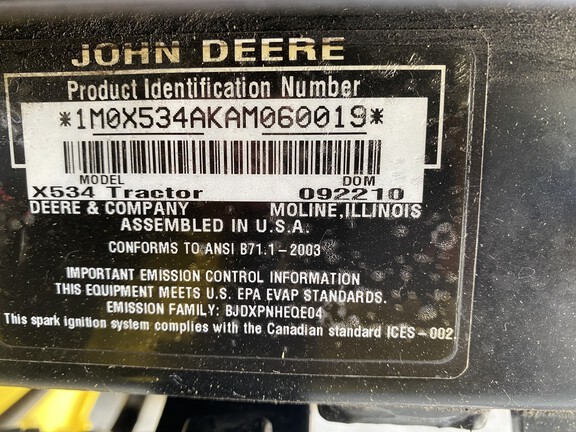 JOHN DEERE
Product Identification Number
*1M0X534AKAM060019*
MODEL DOM
X534 Tractor 092210
DEERE & COMPANY MOLINE,ILLINOIS
ASSEMBLED IN U.S.A.
CONFORMS TO ANSI B71.1-2003
IMPORTANT EMISSION CONTROL INFORMATION
THIS EQUIPMENT MEETS U.S. EPA EVAP STANDARDS.
EMISSION FAMILY: BJDXPNHEQE04
This spark ignition system complies with the Canadian standard ICES-002.